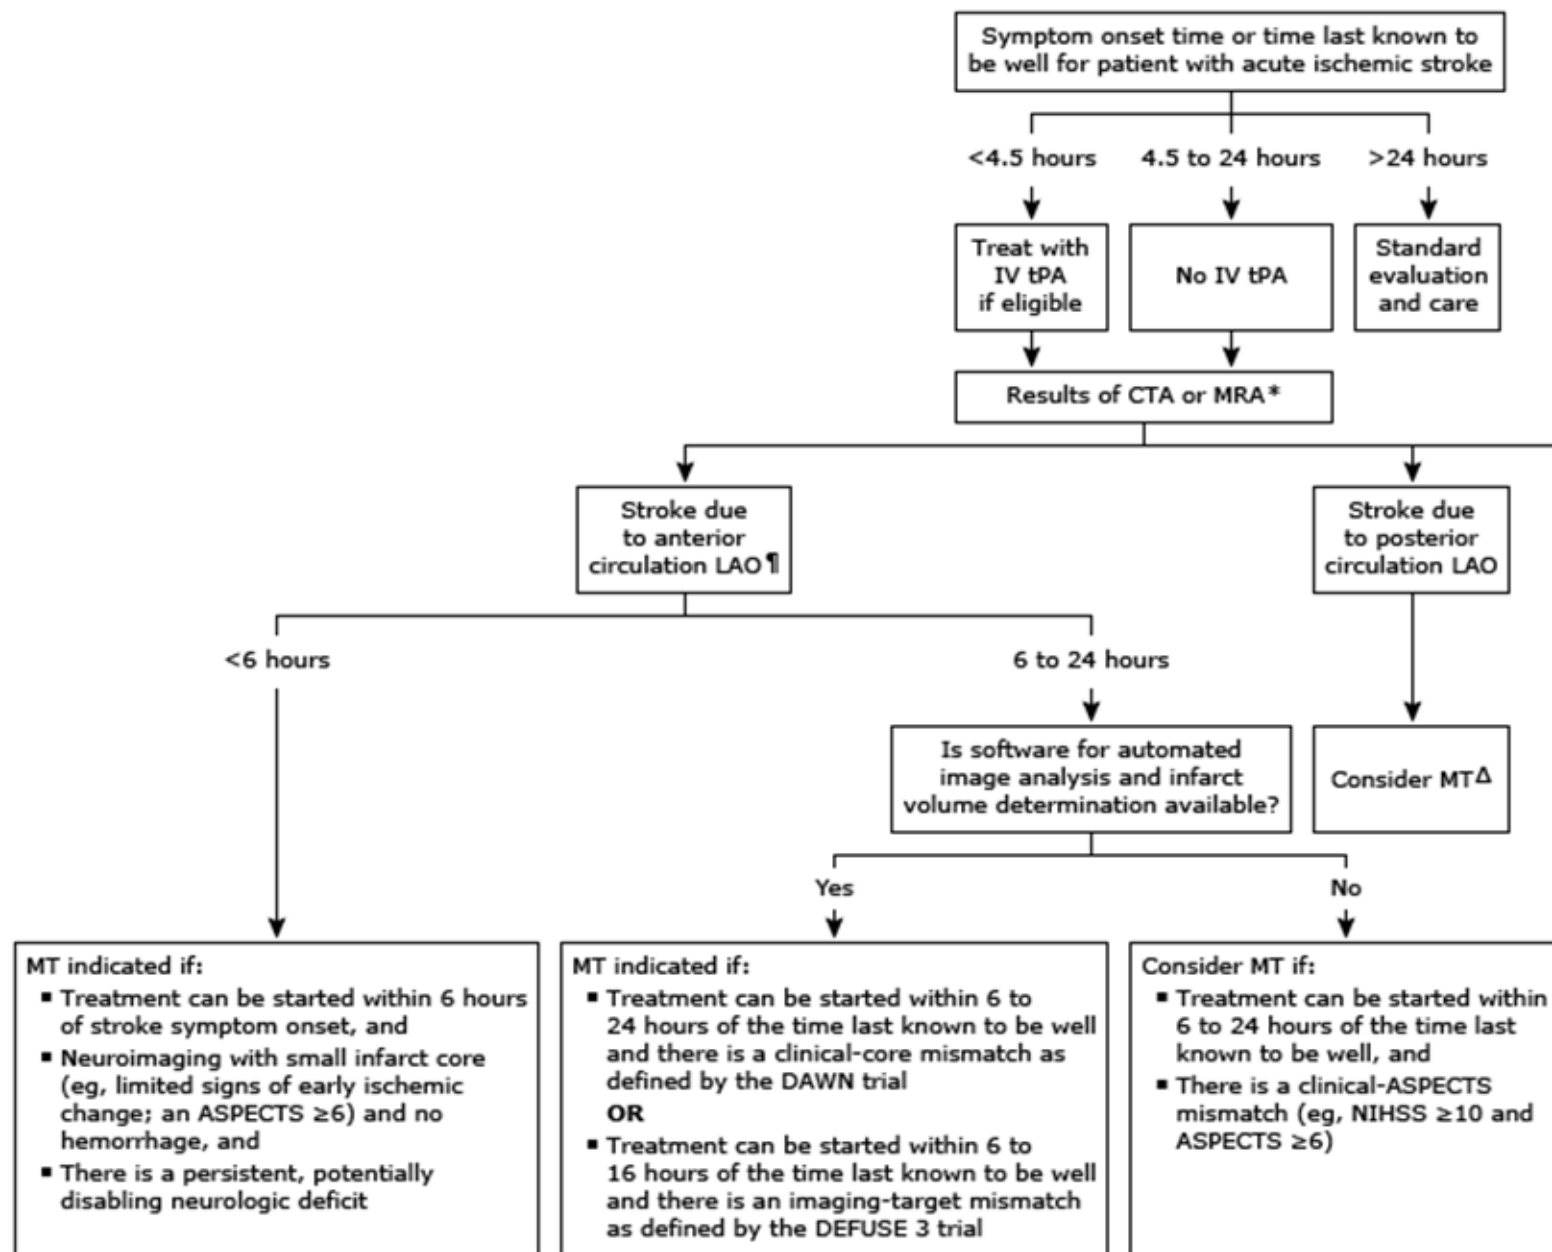 Symptom onset time or time last known to
be well for patient with acute ischemic stroke
<4.5 hours
4.5 to 24 hours
>24 hours
Treat with
IV tPA
if eligible
No IV tPA
Standard
evaluation
and care
Results of CTA or MRA*
Stroke due
to anterior
circulation LAO¶
Stroke due
to posterior
circulation LAO
<6 hours
6 to 24 hours
Is software for automated
image analysis and infarct
volume determination available?
Consider MTΔ
Yes
No
MT indicated if:
▪ Treatment can be started within 6 hours
of stroke symptom onset, and
▪ Neuroimaging with small infarct core
(eg, limited signs of early ischemic
change; an ASPECTS ≥6) and no
hemorrhage, and
▪ There is a persistent, potentially
disabling neurologic deficit
MT indicated if:
▪ Treatment can be started within 6 to
24 hours of the time last known to be well
and there is a clinical-core mismatch as
defined by the DAWN trial
OR
▪ Treatment can be started within 6 to
16 hours of the time last known to be well
and there is an imaging-target mismatch
as defined by the DEFUSE 3 trial
Consider MT if:
▪ Treatment can be started within
6 to 24 hours of the time last
known to be well, and
▪ There is a clinical-ASPECTS
mismatch (eg, NIHSS ≥10 and
ASPECTS ≥6)